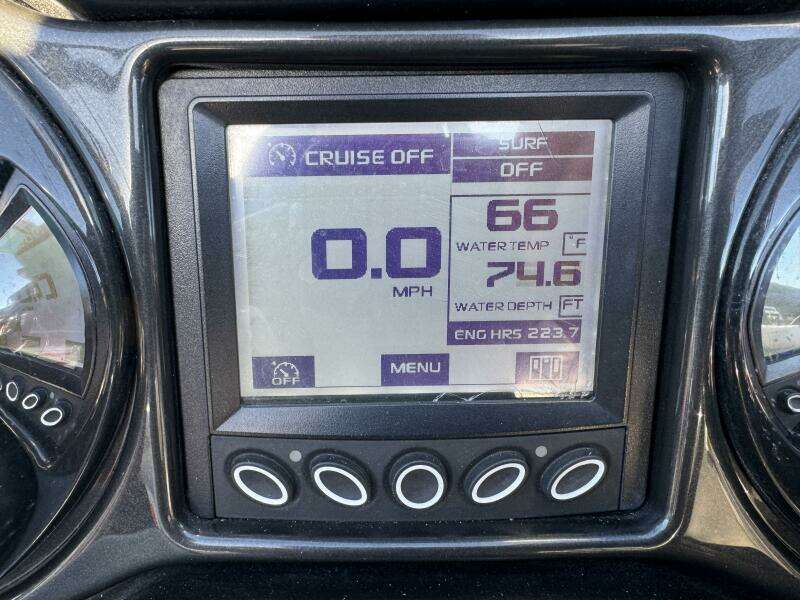 CRUISE OFF
SURF
OFF
0.0
MPH
66
WATER TEMP °F
74.6
WATER DEPTH FT
ENG HRS 223.7
OFF
MENU